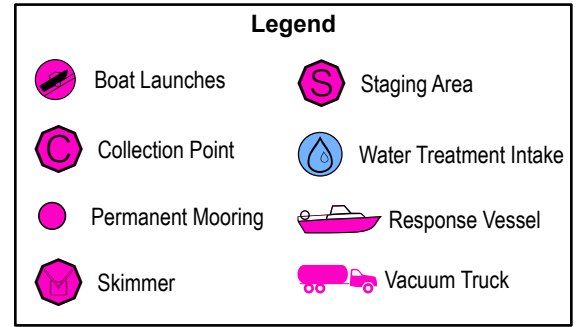 Legend
Boat Launches
S Staging Area
C Collection Point
Water Treatment Intake
Permanent Mooring
Response Vessel
Skimmer
Vacuum Truck